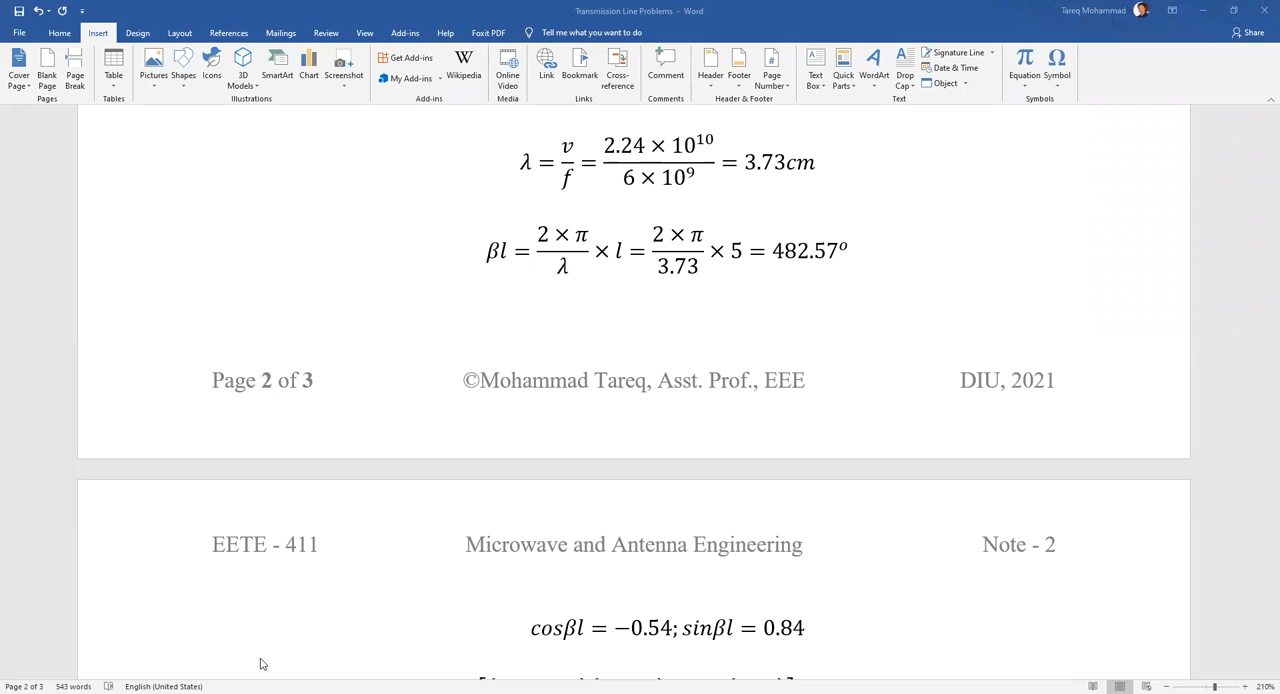 Transmission Line Problems - Word
Tareq Mohammad
File Home Insert Design Layout References Mailings Review View Add-ins Help Foxit PDF Tell me what you want to do Share
Cover Page Blank Page Page Break
Pages
Table
Tables
Pictures Shapes Icons 3D Models SmartArt Chart Screenshot
Illustrations
Get Add-ins
My Add-ins
Wikipedia
Add-ins
Online Video
Media
Link Bookmark Cross-reference
Links
Comment
Comments
Header Footer Page Number
Header & Footer
Text Box Quick Parts WordArt Drop Cap
Signature Line
Date & Time
Object
Text
Equation Symbol
Symbols
λ = v/f = (2.24 × 10¹⁰)/(6 × 10⁹) = 3.73cm
βl = (2 × π)/λ × l = (2 × π)/3.73 × 5 = 482.57ᵒ
Page 2 of 3 ©Mohammad Tareq, Asst. Prof., EEE DIU, 2021
EETE - 411 Microwave and Antenna Engineering Note - 2
cosβl = −0.54; sinβl = 0.84
Page 2 of 3 543 words English (United States) 210%